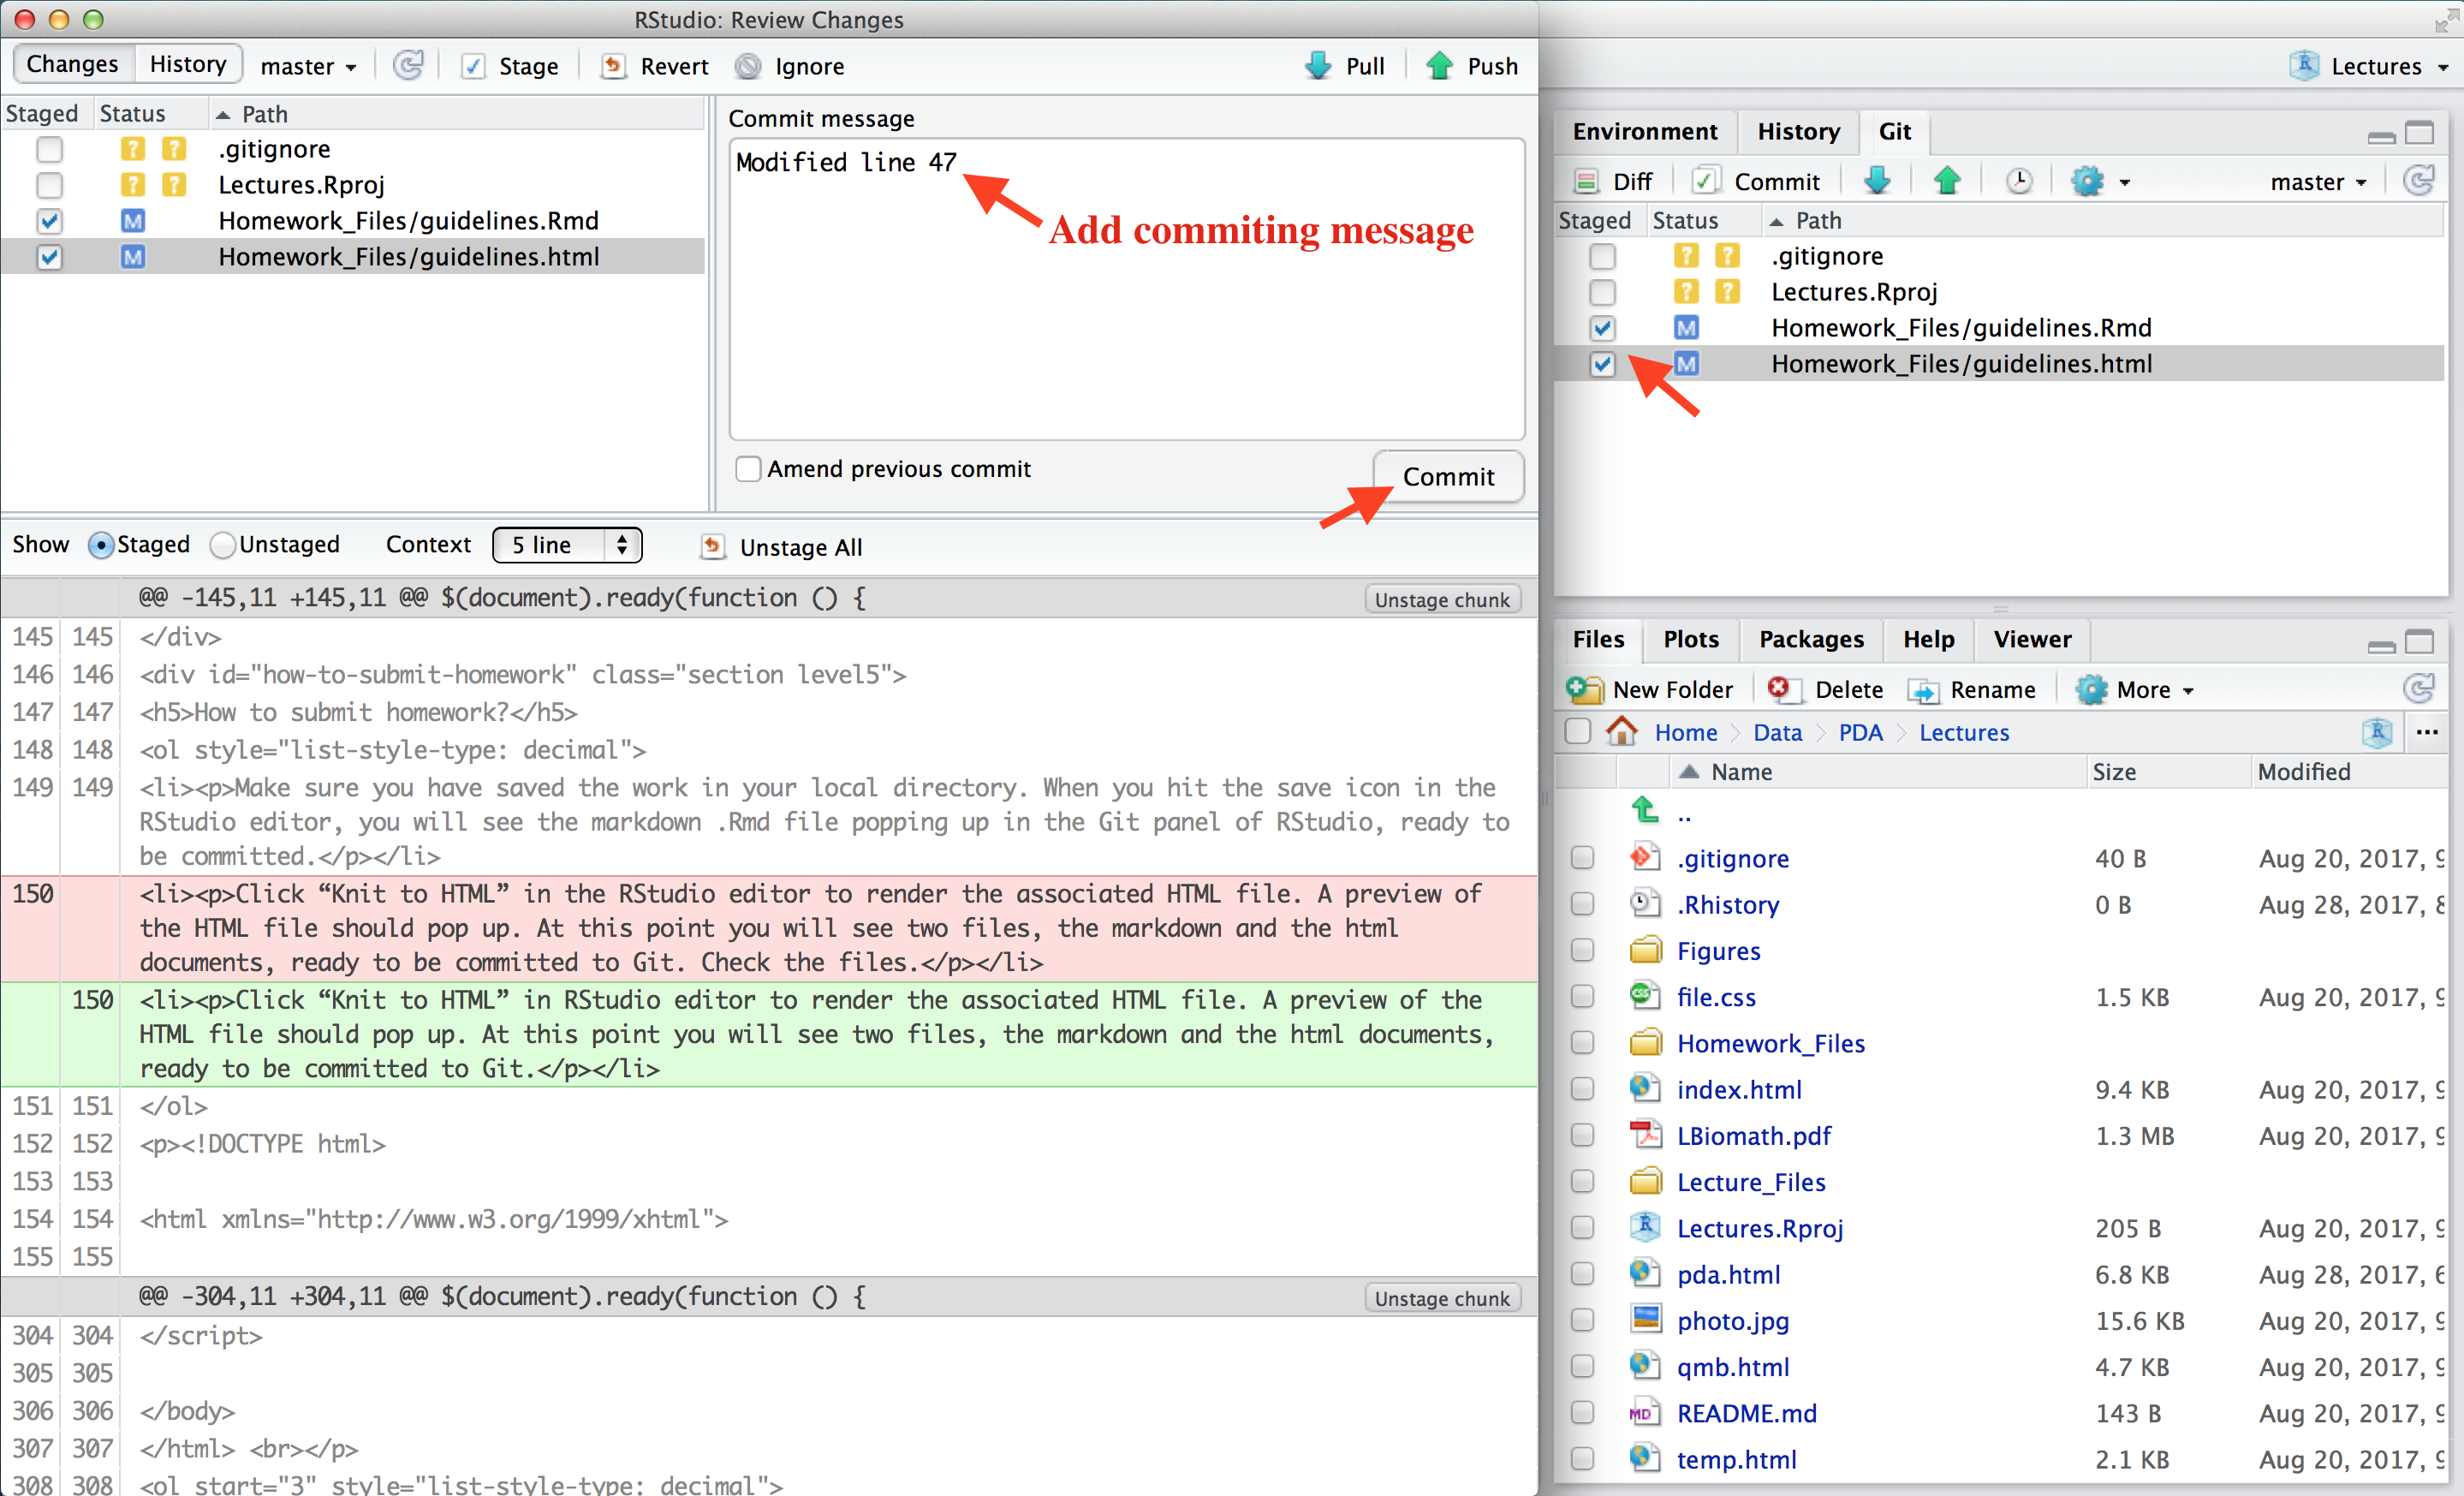 RStudio: Review Changes
Changes History master Stage Revert Ignore Pull Push
Staged Status Path
? ? .gitignore
? ? Lectures.Rproj
M Homework_Files/guidelines.Rmd
M Homework_Files/guidelines.html
Commit message
Modified line 47
Add commiting message
Amend previous commit
Commit
Show Staged Unstaged Context 5 line Unstage All
@@ -145,11 +145,11 @@ $(document).ready(function () { Unstage chunk
145 145 </div>
146 146 <div id="how-to-submit-homework" class="section level5">
147 147 <h5>How to submit homework?</h5>
148 148 <ol style="list-style-type: decimal">
149 149 <li><p>Make sure you have saved the work in your local directory. When you hit the save icon in the
RStudio editor, you will see the markdown .Rmd file popping up in the Git panel of RStudio, ready to
be committed.</p></li>
150 <li><p>Click “Knit to HTML” in the RStudio editor to render the associated HTML file. A preview of
the HTML file should pop up. At this point you will see two files, the markdown and the html
documents, ready to be committed to Git. Check the files.</p></li>
150 <li><p>Click “Knit to HTML” in RStudio editor to render the associated HTML file. A preview of the
HTML file should pop up. At this point you will see two files, the markdown and the html documents,
ready to be committed to Git.</p></li>
151 151 </ol>
152 152 <p><!DOCTYPE html>
153 153
154 154 <html xmlns="http://www.w3.org/1999/xhtml">
155 155
@@ -304,11 +304,11 @@ $(document).ready(function () { Unstage chunk
304 304 </script>
305 305
306 306 </body>
307 307 </html> <br></p>
308 308 <ol start="3" style="list-style-type: decimal">
Lectures
Environment History Git
Diff Commit master
Staged Status Path
? ? .gitignore
? ? Lectures.Rproj
M Homework_Files/guidelines.Rmd
M Homework_Files/guidelines.html
Files Plots Packages Help Viewer
New Folder Delete Rename More
Home Data PDA Lectures R ...
Name Size Modified
..
.gitignore 40 B Aug 20, 2017, 9
.Rhistory 0 B Aug 28, 2017, 8
Figures
file.css 1.5 KB Aug 20, 2017, 9
Homework_Files
index.html 9.4 KB Aug 20, 2017, 9
LBiomath.pdf 1.3 MB Aug 20, 2017, 9
Lecture_Files
Lectures.Rproj 205 B Aug 20, 2017, 9
pda.html 6.8 KB Aug 28, 2017, 6
photo.jpg 15.6 KB Aug 20, 2017, 9
qmb.html 4.7 KB Aug 20, 2017, 9
README.md 143 B Aug 20, 2017, 9
temp.html 2.1 KB Aug 20, 2017, 9